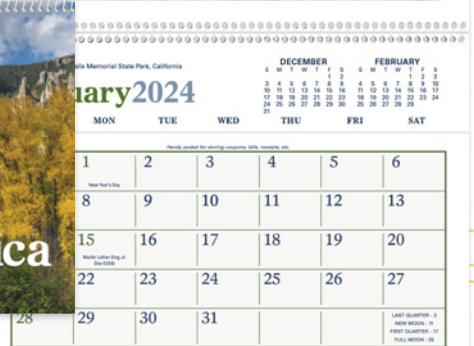 alls Memorial State Park, California
uary2024
DECEMBER
S M T W T F S
1 2
3 4 5 6 7 8 9
10 11 12 13 14 15 16
17 18 19 20 21 22 23
24 25 26 27 28 29 30
31
FEBRUARY
S M T W T F S
1 2 3
4 5 6 7 8 9 10
11 12 13 14 15 16 17
18 19 20 21 22 23 24
25 26 27 28 29
MON TUE WED THU FRI SAT
Handy pocket for storing coupons, bills, receipts, etc.
1 2 3 4 5 6
New Year's Day
8 9 10 11 12 13
ica
15 16 17 18 19 20
Martin Luther King Jr
Day (USA)
22 23 24 25 26 27
28 29 30 31
LAST QUARTER - 3
NEW MOON - 11
FIRST QUARTER - 17
FULL MOON - 25